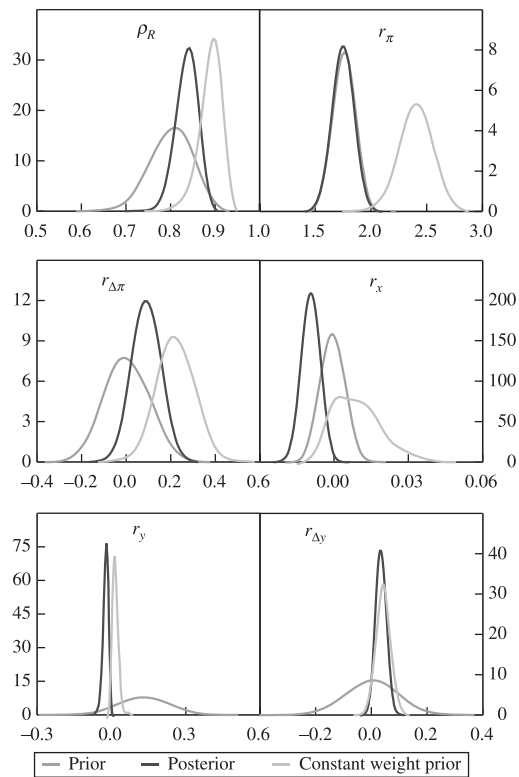 ρR rπ
30 8
20 6
4
10 2
0 0
0.5 0.6 0.7 0.8 0.9 1.0 1.5 2.0 2.5 3.0
rΔπ rx
12 200
9 150
6 100
3 50
0 0
–0.4 –0.2 0.0 0.2 0.4 0.6 0.00 0.03 0.06
ry rΔy
75 40
60 30
45 20
30
15 10
0 0
–0.3 0.0 0.3 0.6 –0.2 0.0 0.2 0.4
Prior Posterior Constant weight prior